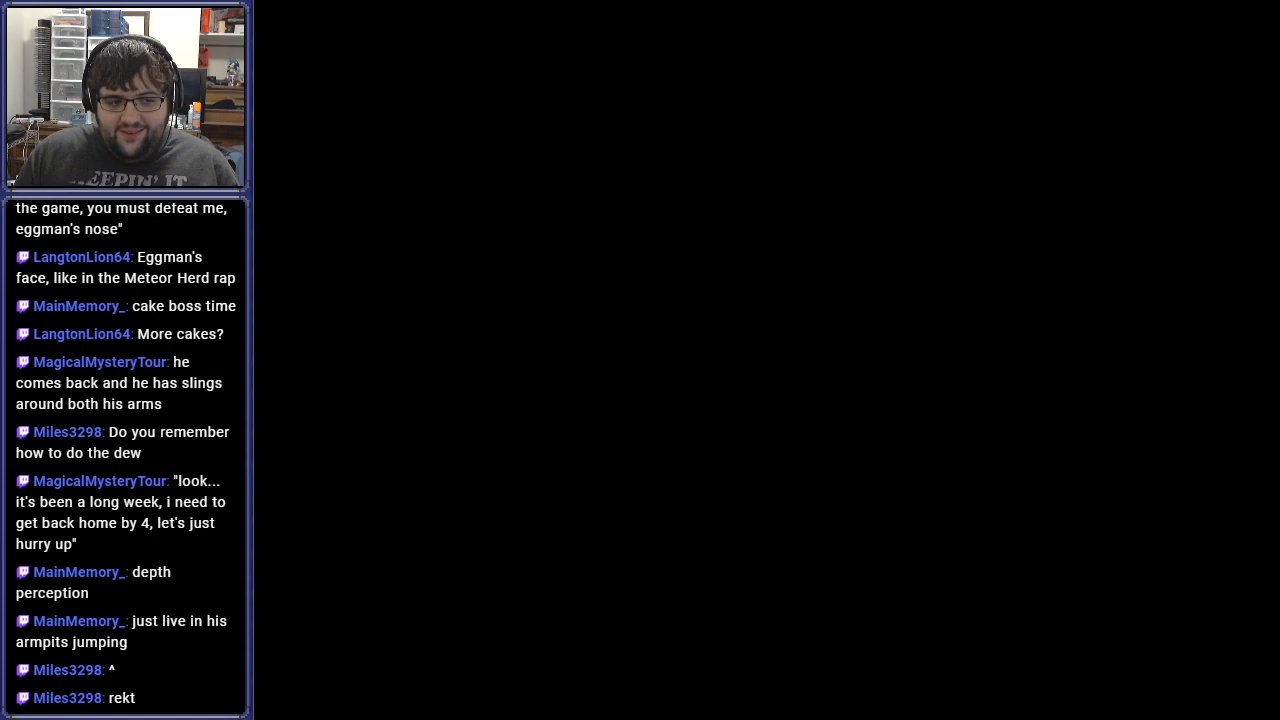 KEEPIN' IT
the game, you must defeat me,
eggman's nose"
LangtonLion64: Eggman's
face, like in the Meteor Herd rap
MainMemory_: cake boss time
LangtonLion64: More cakes?
MagicalMysteryTour: he
comes back and he has slings
around both his arms
Miles3298: Do you remember
how to do the dew
MagicalMysteryTour: "look...
it's been a long week, i need to
get back home by 4, let's just
hurry up"
MainMemory_: depth
perception
MainMemory_: just live in his
armpits jumping
Miles3298: ^
Miles3298: rekt